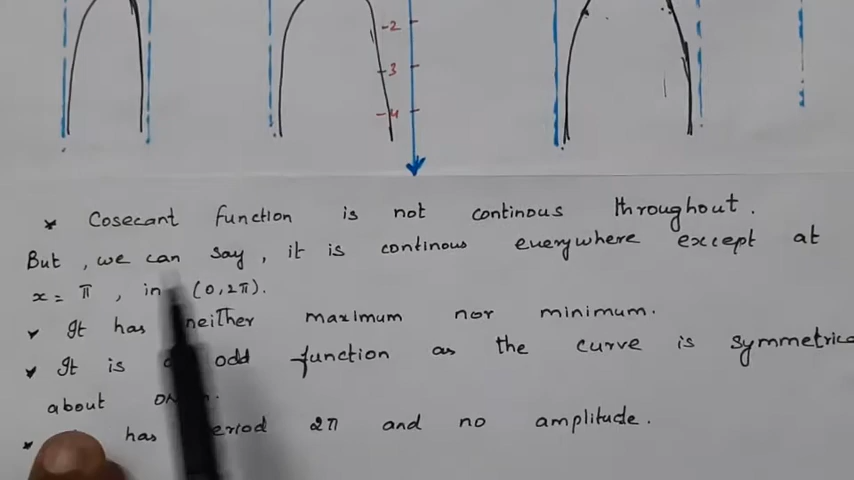 -2
-3
-4
* Cosecant function is not continous throughout.
But , we can say , it is continous everywhere except at
x = π , in (0,2π).
It has neither maximum nor minimum.
It is odd function as the curve is symmetric
about
has 2π and no amplitude.